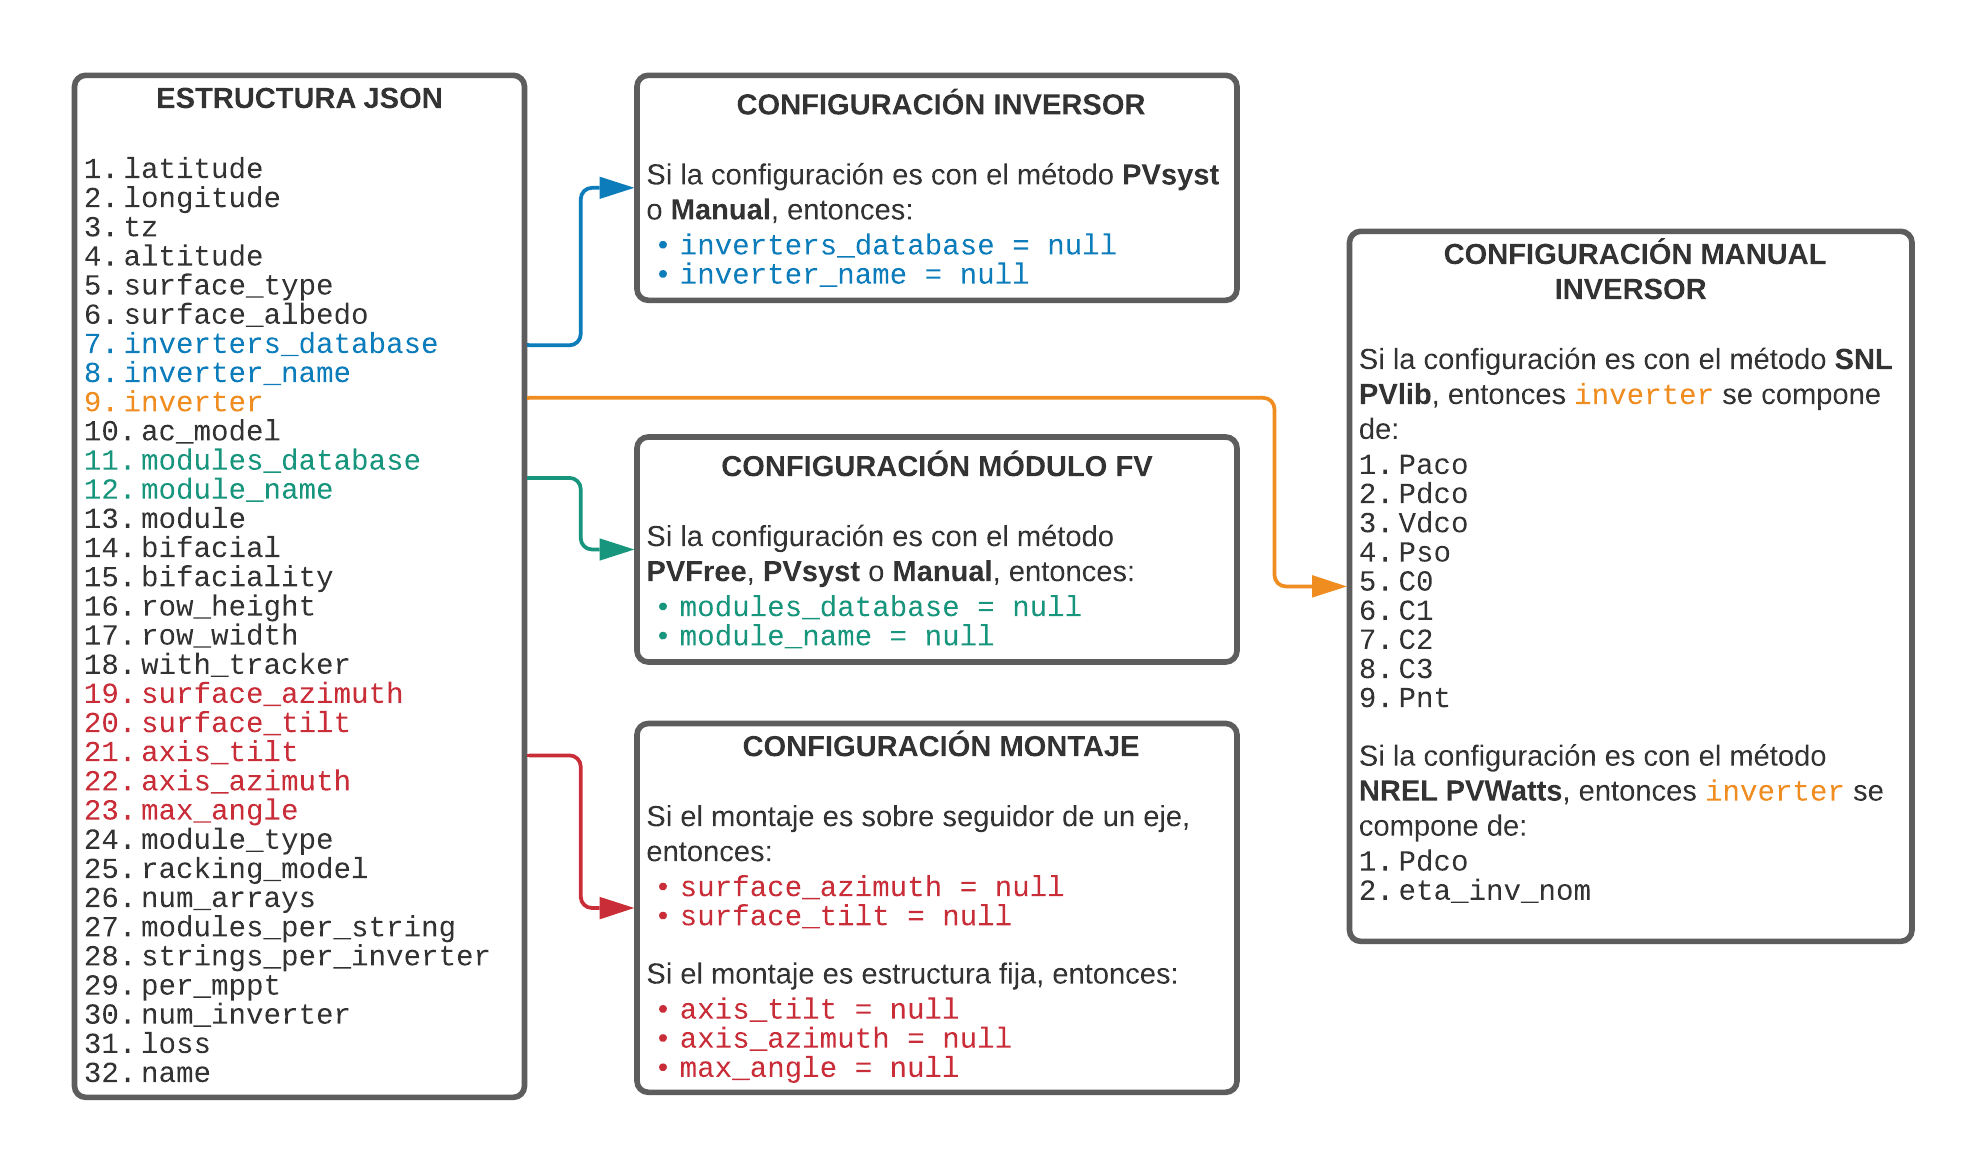 ESTRUCTURA JSON
1. latitude
2. longitude
3. tz
4. altitude
5. surface_type
6. surface_albedo
7. inverters_database
8. inverter_name
9. inverter
10. ac_model
11. modules_database
12. module_name
13. module
14. bifacial
15. bifaciality
16. row_height
17. row_width
18. with_tracker
19. surface_azimuth
20. surface_tilt
21. axis_tilt
22. axis_azimuth
23. max_angle
24. module_type
25. racking_model
26. num_arrays
27. modules_per_string
28. strings_per_inverter
29. per_mppt
30. num_inverter
31. loss
32. name
CONFIGURACIÓN INVERSOR
Si la configuración es con el método PVsyst
o Manual, entonces:
• inverters_database = null
• inverter_name = null
CONFIGURACIÓN MÓDULO FV
Si la configuración es con el método
PVFree, PVsyst o Manual, entonces:
• modules_database = null
• module_name = null
CONFIGURACIÓN MONTAJE
Si el montaje es sobre seguidor de un eje,
entonces:
• surface_azimuth = null
• surface_tilt = null
Si el montaje es estructura fija, entonces:
• axis_tilt = null
• axis_azimuth = null
• max_angle = null
CONFIGURACIÓN MANUAL
INVERSOR
Si la configuración es con el método SNL
PVlib, entonces inverter se compone
de:
1. Paco
2. Pdco
3. Vdco
4. Pso
5. C0
6. C1
7. C2
8. C3
9. Pnt
Si la configuración es con el método
NREL PVWatts, entonces inverter se
compone de:
1. Pdco
2. eta_inv_nom